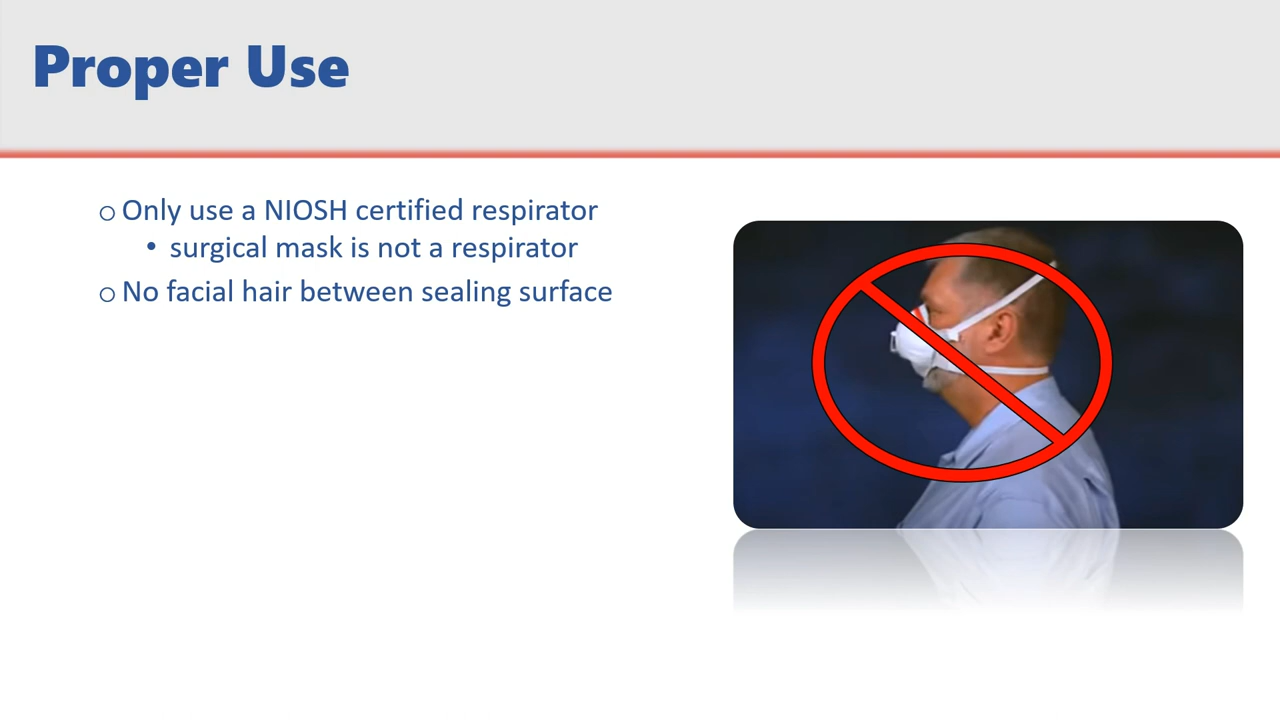 Proper Use
○ Only use a NIOSH certified respirator
• surgical mask is not a respirator
○ No facial hair between sealing surface